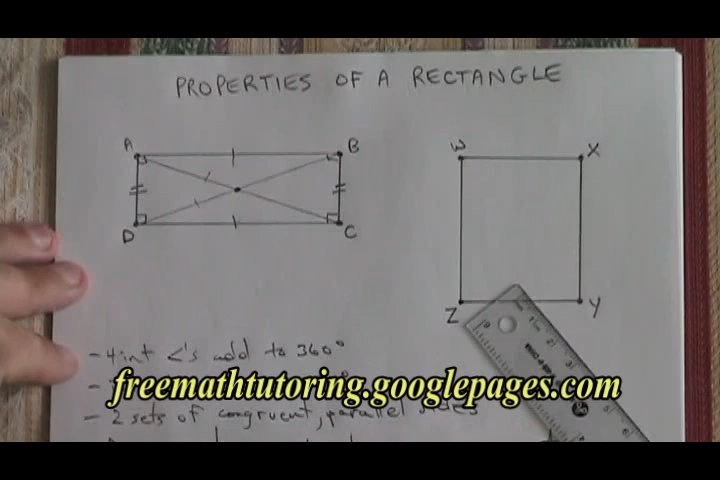 PROPERTIES OF A RECTANGLE
A B
D C
W X
Z Y
- 4 int <'s add to 360°
freemathtutoring.googlepages.com
- 2 sets of congruent, parallel sides